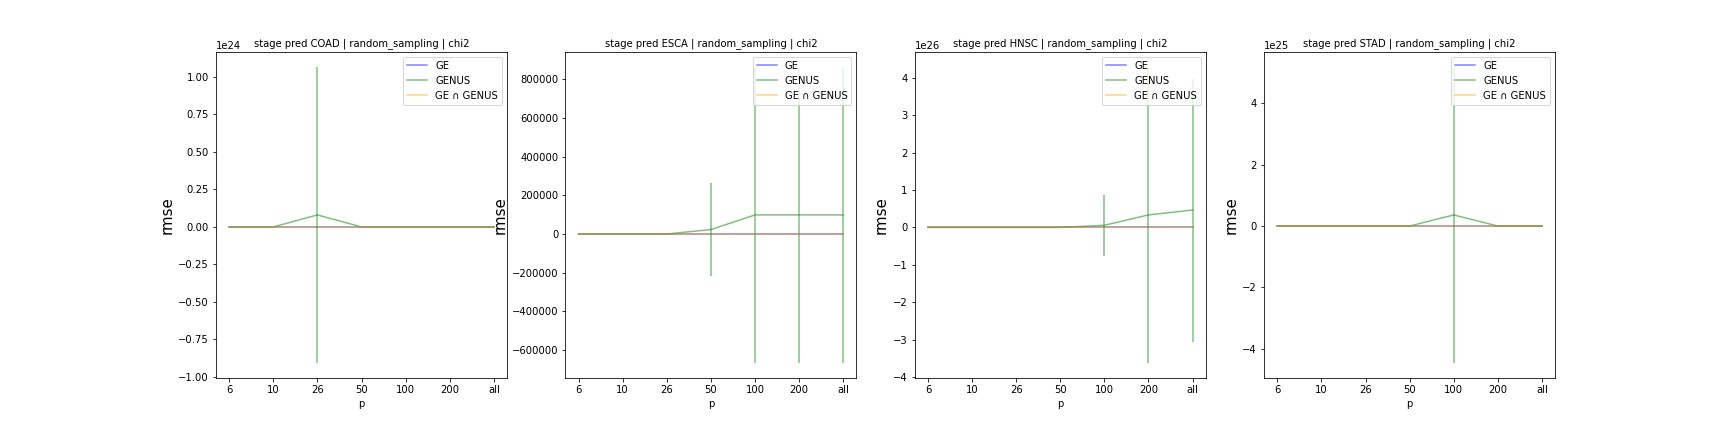 stage pred COAD | random_sampling | chi2
1e24
rmse
1.00
0.75
0.50
0.25
0.00
−0.25
−0.50
−0.75
−1.00
6 10 26 50 100 200 all
p
GE
GENUS
GE ∩ GENUS
stage pred ESCA | random_sampling | chi2
rmse
800000
600000
400000
200000
0
−200000
−400000
−600000
6 10 26 50 100 200 all
p
GE
GENUS
GE ∩ GENUS
stage pred HNSC | random_sampling | chi2
1e26
rmse
4
3
2
1
0
−1
−2
−3
−4
6 10 26 50 100 200 all
p
GE
GENUS
GE ∩ GENUS
stage pred STAD | random_sampling | chi2
1e25
rmse
4
2
0
−2
−4
6 10 26 50 100 200 all
p
GE
GENUS
GE ∩ GENUS